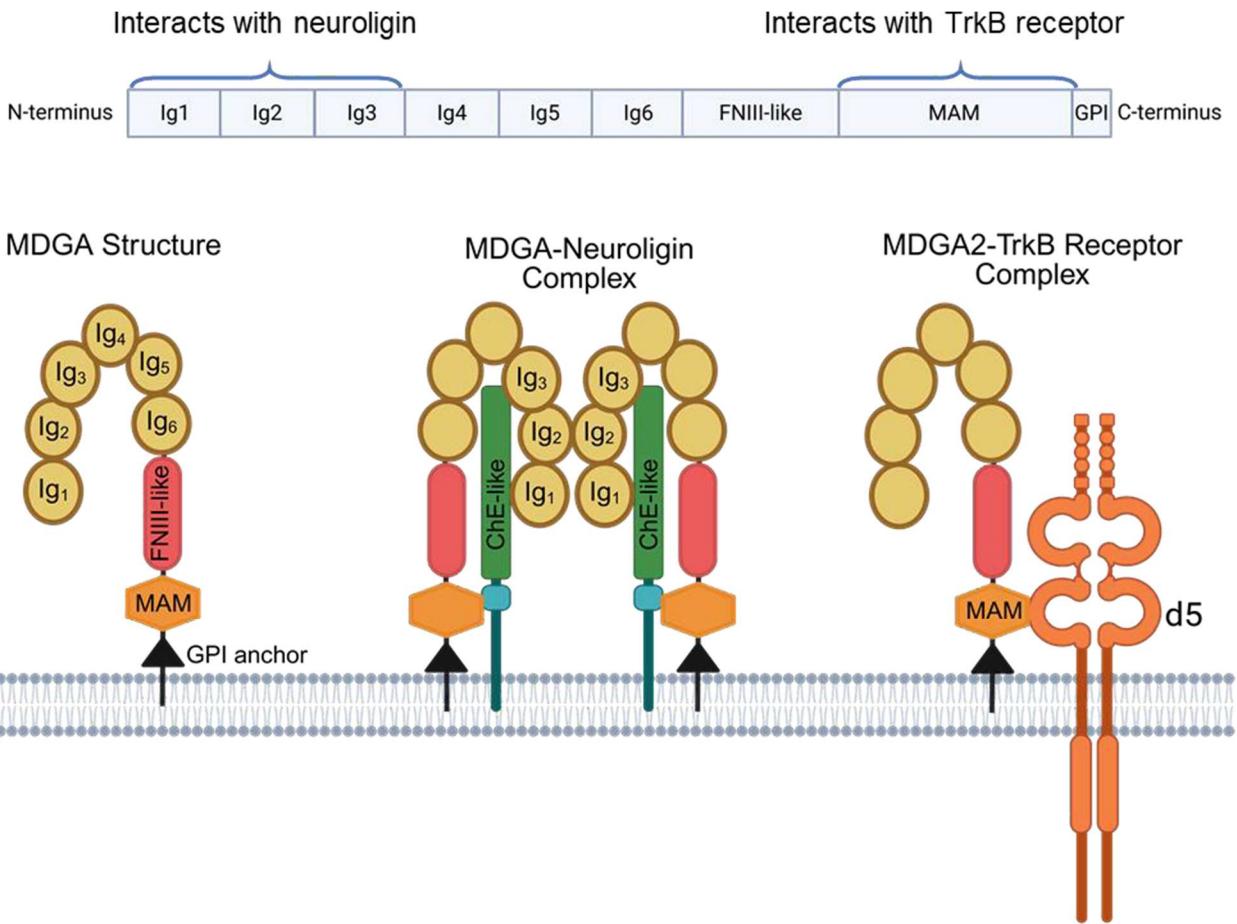 Interacts with neuroligin
Interacts with TrkB receptor
N-terminus Ig1 Ig2 Ig3 Ig4 Ig5 Ig6 FNIII-like MAM GPI C-terminus
MDGA Structure
Ig4
Ig3
Ig5
Ig2
Ig6
Ig1
FNIII-like
MAM
GPI anchor
MDGA-Neuroligin
Complex
Ig3
Ig3
Ig2
Ig2
Ig1
Ig1
ChE-like
ChE-like
MDGA2-TrkB Receptor
Complex
MAM
d5